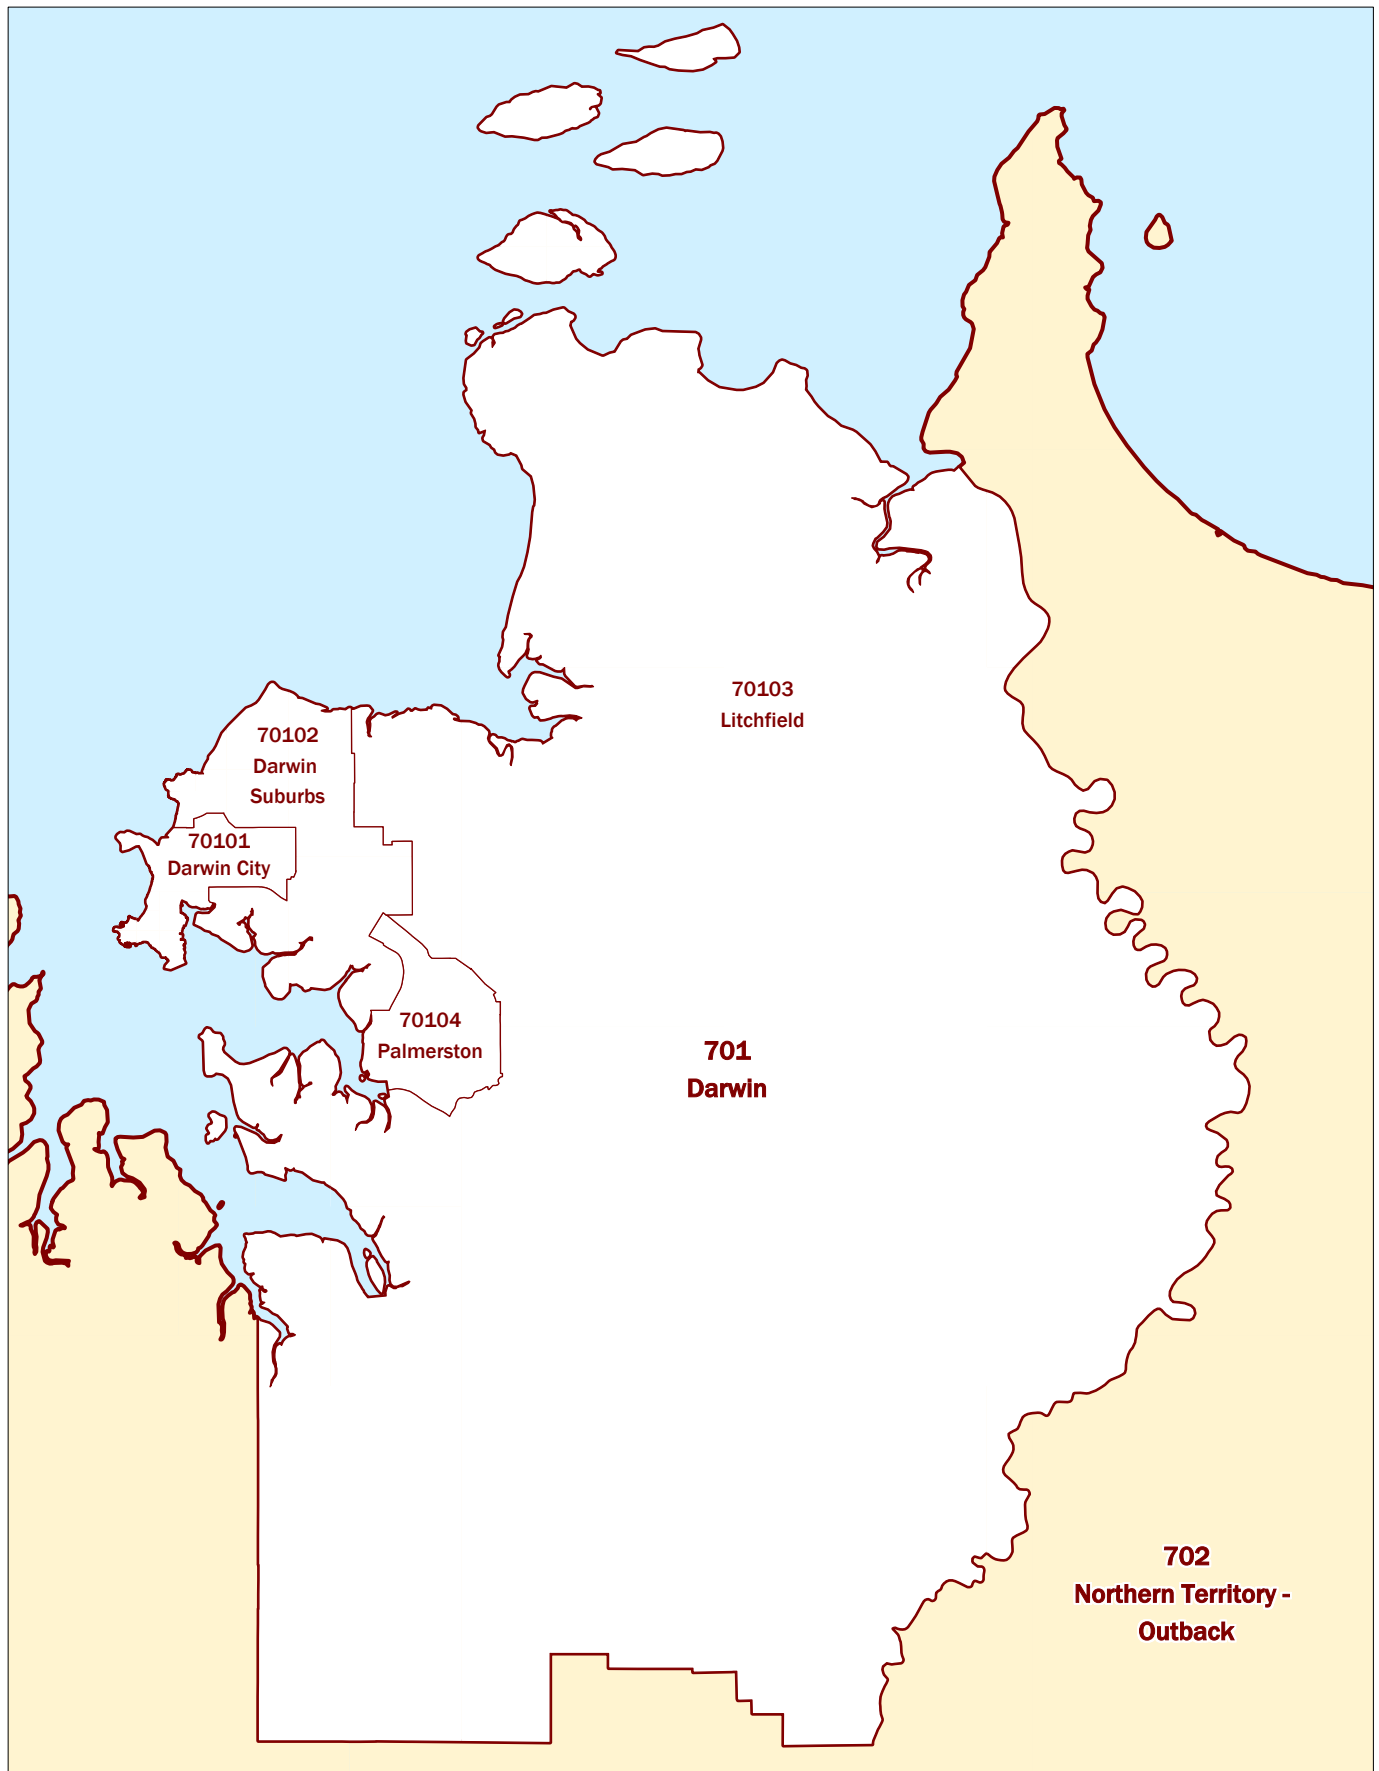 70103
Litchfield
70102
Darwin
Suburbs
70101
Darwin City
70104
Palmerston
701
Darwin
702
Northern Territory -
Outback